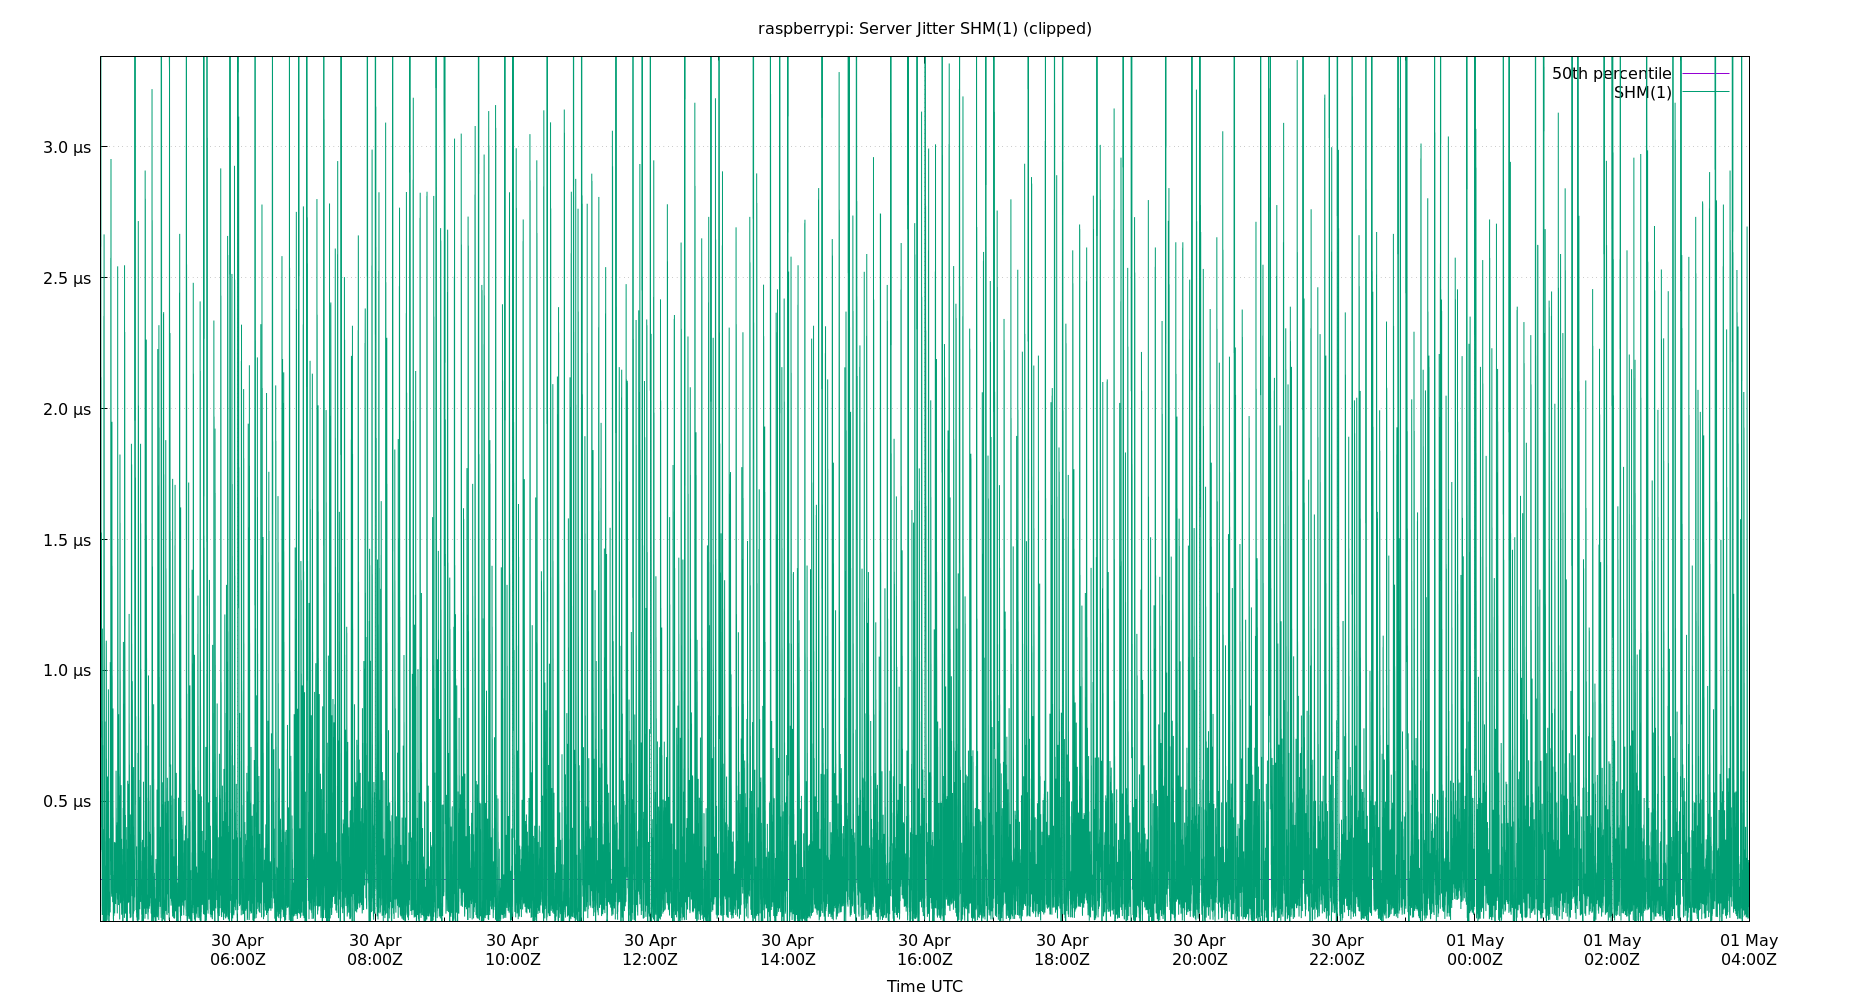 raspberrypi: Server Jitter SHM(1) (clipped)
50th percentile
SHM(1)
3.0 µs
2.5 µs
2.0 µs
1.5 µs
1.0 µs
0.5 µs
30 Apr 30 Apr 30 Apr 30 Apr 30 Apr 30 Apr 30 Apr 30 Apr 30 Apr 01 May 01 May 01 May
06:00Z 08:00Z 10:00Z 12:00Z 14:00Z 16:00Z 18:00Z 20:00Z 22:00Z 00:00Z 02:00Z 04:00Z
Time UTC